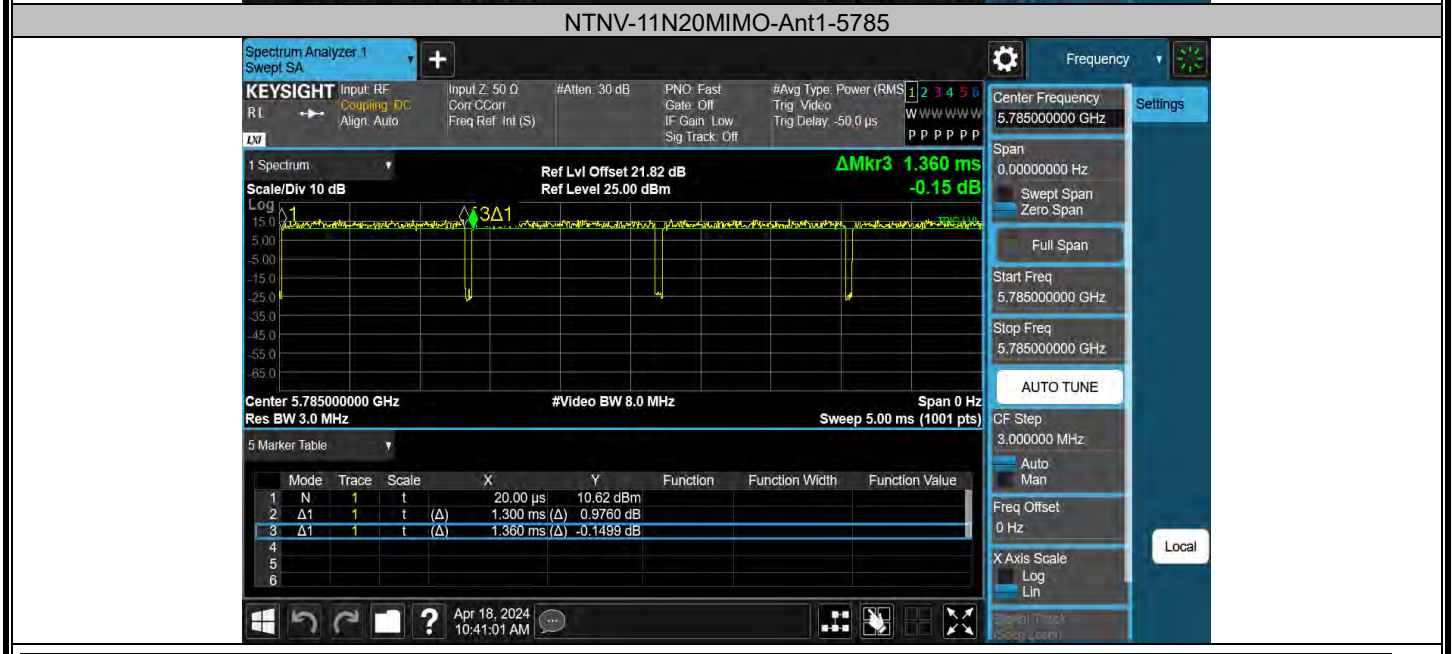 NTNV-11N20MIMO-Ant1-5785
Spectrum Analyzer 1
Swept SA
Frequency
KEYSIGHT
RL
LXI
Input: RF
Coupling: DC
Align: Auto
Input Z: 50 Ω
Corr CCorr
Freq Ref: Int (S)
#Atten: 30 dB
PNO: Fast
Gate: Off
IF Gain: Low
Sig Track: Off
#Avg Type: Power (RMS
Trig: Video
Trig Delay: -50.0 µs
1 2 3 4 5 6
W W W W W W
P P P P P P
1 Spectrum
Scale/Div 10 dB
Ref Lvl Offset 21.82 dB
Ref Level 25.00 dBm
ΔMkr3 1.360 ms
-0.15 dB
Log
1
3Δ1
15.0
5.00
-5.00
-15.0
-25.0
-35.0
-45.0
-55.0
-65.0
Center 5.785000000 GHz
Res BW 3.0 MHz
#Video BW 8.0 MHz
Span 0 Hz
Sweep 5.00 ms (1001 pts)
5 Marker Table
Mode Trace Scale X Y Function Function Width Function Value
1 N 1 t 20.00 µs 10.62 dBm
2 Δ1 1 t (Δ) 1.300 ms (Δ) 0.9760 dB
3 Δ1 1 t (Δ) 1.360 ms (Δ) -0.1499 dB
4
5
6
Apr 18, 2024
10:41:01 AM
Center Frequency
5.785000000 GHz
Settings
Span
0.00000000 Hz
Swept Span
Zero Span
Full Span
Start Freq
5.785000000 GHz
Stop Freq
5.785000000 GHz
AUTO TUNE
CF Step
3.000000 MHz
Auto
Man
Freq Offset
0 Hz
X Axis Scale
Log
Lin
Local
Signal Track
(Span Zoom)